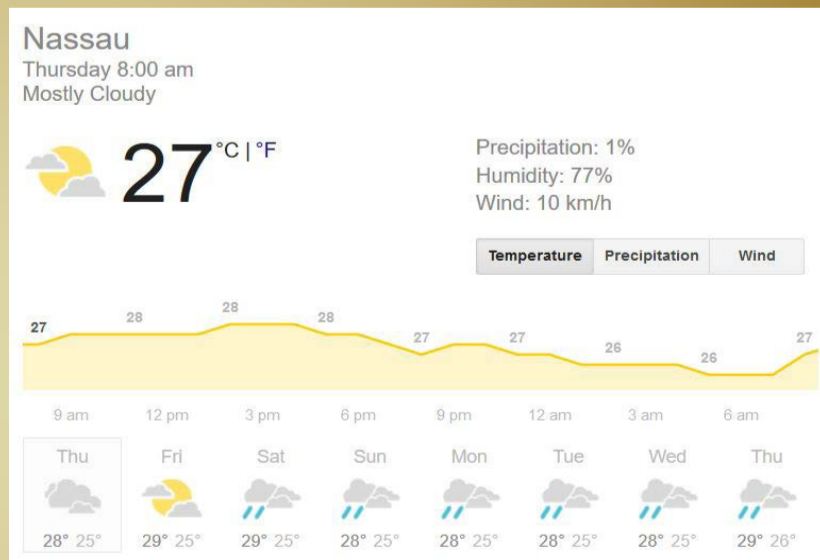 Nassau
Thursday 8:00 am
Mostly Cloudy
27 °C | °F
Precipitation: 1%
Humidity: 77%
Wind: 10 km/h
Temperature Precipitation Wind
27 28 28 28 27 27 26 26 27
9 am 12 pm 3 pm 6 pm 9 pm 12 am 3 am 6 am
Thu Fri Sat Sun Mon Tue Wed Thu
28° 25° 29° 25° 29° 25° 28° 25° 28° 25° 28° 25° 28° 25° 29° 26°